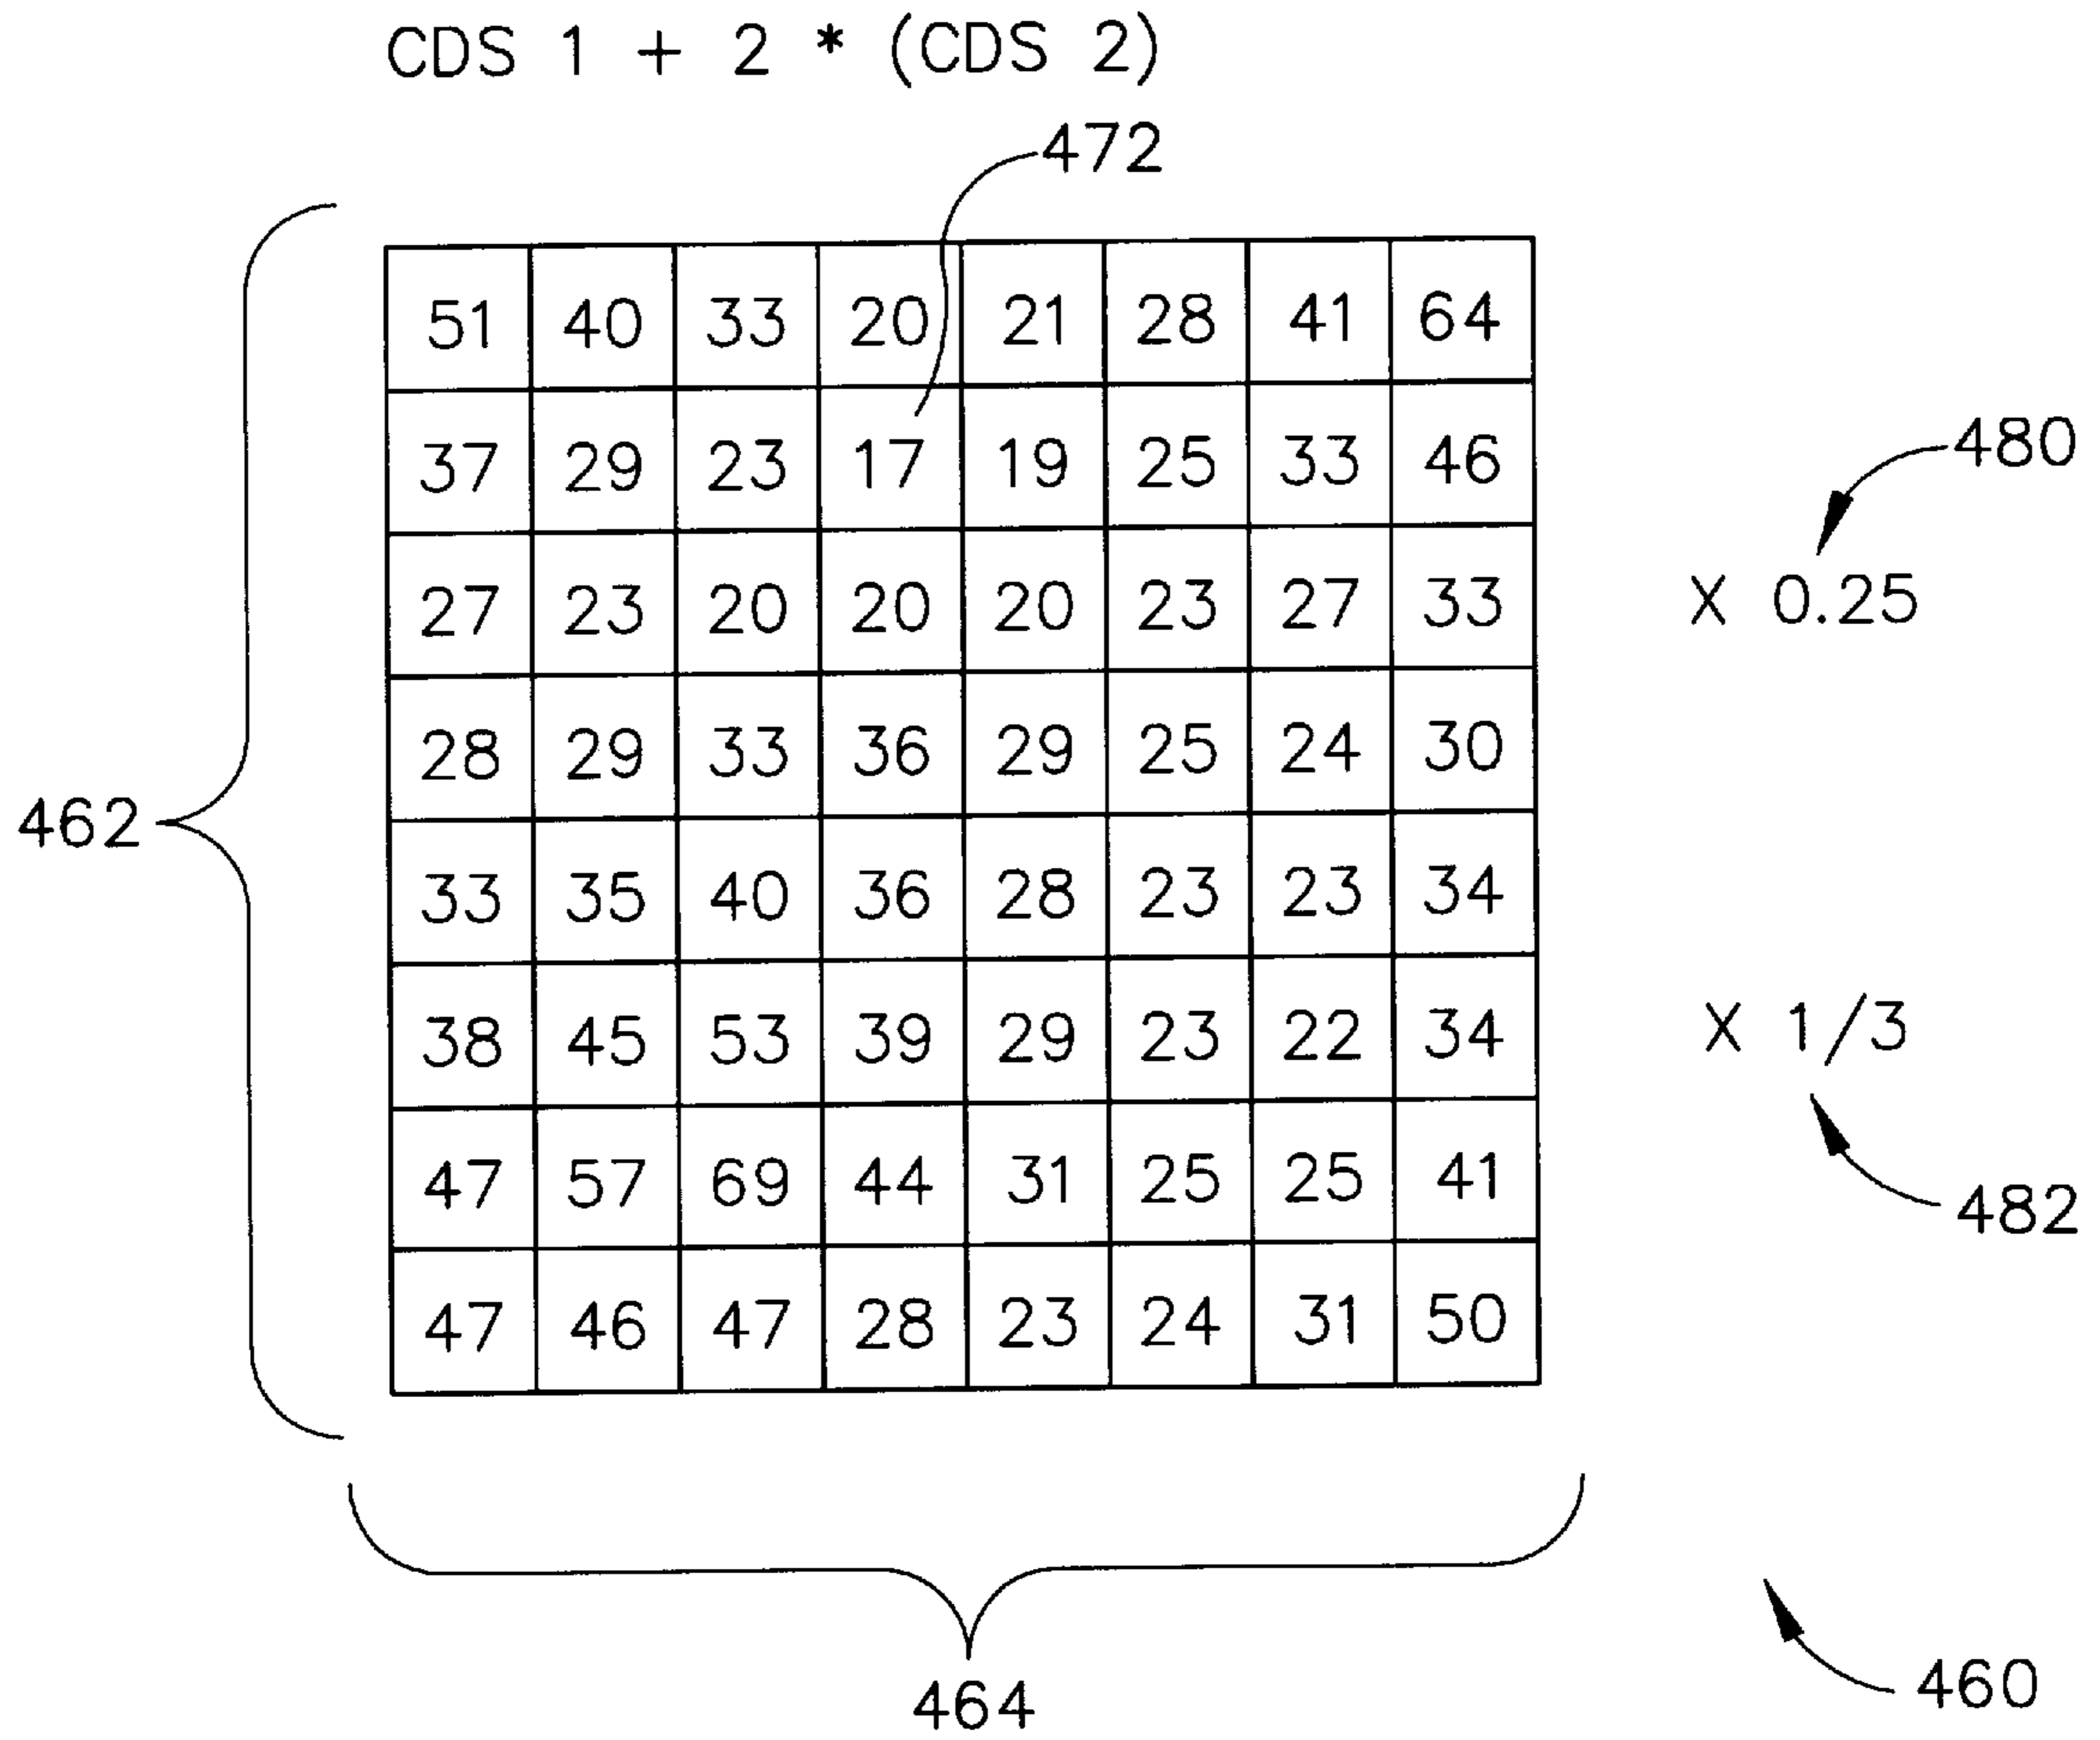 CDS 1 + 2 * (CDS 2)
472
51 40 33 20 21 28 41 64
37 29 23 17 19 25 33 46
480
27 23 20 20 20 23 27 33
X 0.25
28 29 33 36 29 25 24 30
462
33 35 40 36 28 23 23 34
38 45 53 39 29 23 22 34
X 1/3
47 57 69 44 31 25 25 41
482
47 46 47 28 23 24 31 50
464
460